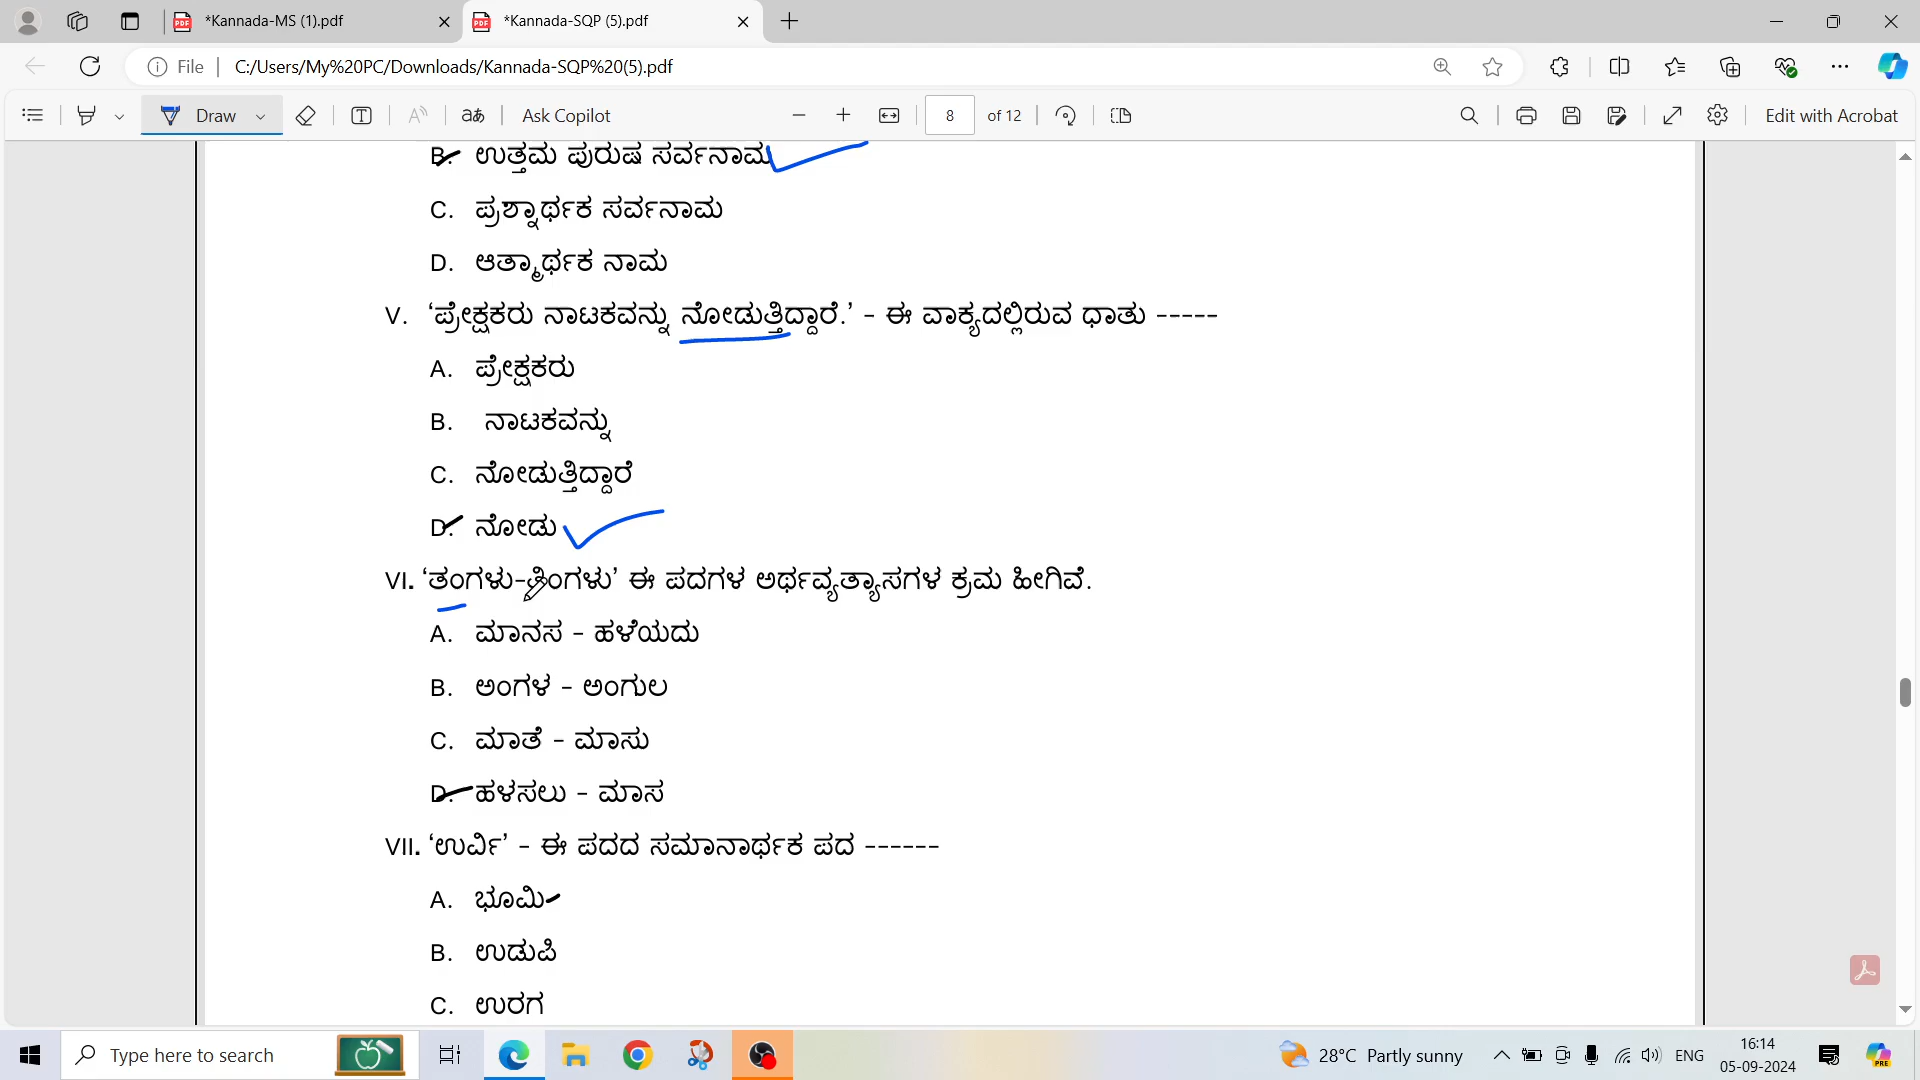 *Kannada-MS (1).pdf
*Kannada-SQP (5).pdf
File
C:/Users/My%20PC/Downloads/Kannada-SQP%20(5).pdf
Draw
Ask Copilot
8
of 12
Edit with Acrobat
B. ಉತ್ತಮ ಪುರುಷ ಸರ್ವನಾಮ
C. ಪ್ರಶ್ನಾರ್ಥಕ ಸರ್ವನಾಮ
D. ಆತ್ಮಾರ್ಥಕ ನಾಮ
V. ‘ಪ್ರೇಕ್ಷಕರು ನಾಟಕವನ್ನು ನೋಡುತ್ತಿದ್ದಾರೆ.’ – ಈ ವಾಕ್ಯದಲ್ಲಿರುವ ಧಾತು -----
A. ಪ್ರೇಕ್ಷಕರು
B. ನಾಟಕವನ್ನು
C. ನೋಡುತ್ತಿದ್ದಾರೆ
D. ನೋಡು
VI. ‘ತಂಗಳು-ತಿಂಗಳು’ ಈ ಪದಗಳ ಅರ್ಥವ್ಯತ್ಯಾಸಗಳ ಕ್ರಮ ಹೀಗಿವೆ.
A. ಮಾನಸ – ಹಳೆಯದು
B. ಅಂಗಳ – ಅಂಗುಲ
C. ಮಾತೆ – ಮಾಸು
D. ಹಳಸಲು – ಮಾಸ
VII. ‘ಉರ್ವಿ’ – ಈ ಪದದ ಸಮಾನಾರ್ಥಕ ಪದ ------
A. ಭೂಮಿ
B. ಉಡುಪಿ
C. ಉರಗ
Type here to search
28°C Partly sunny
ENG
16:14
05-09-2024
PRE